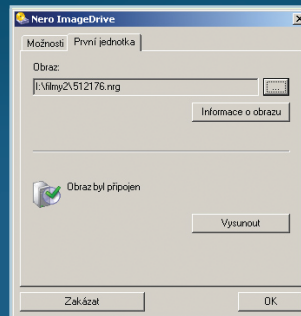 Nero ImageDrive
Možnosti
První jednotka
Obraz:
I:\filmy2\512176.nrg
...
Informace o obrazu
Obraz byl připojen
Vysunout
Zakázat
OK